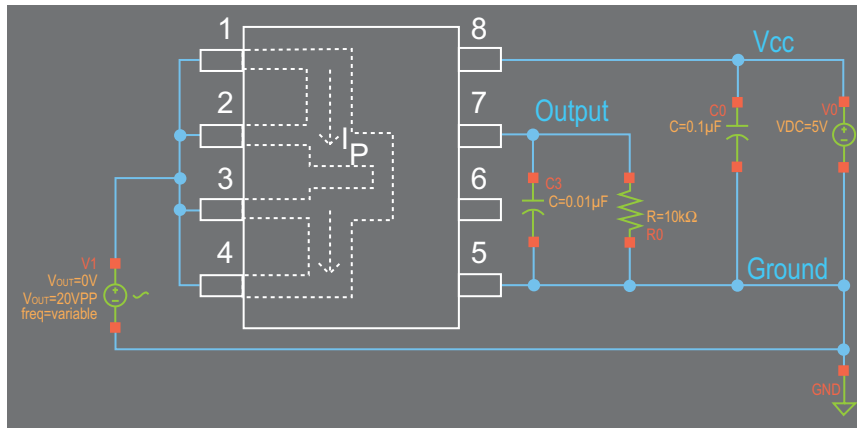 1
2
3
4
8
7
6
5
IP
Vcc
Output
Ground
C0
C=0.1µF
V0
VDC=5V
C3
C=0.01µF
R=10kΩ
R0
V1
VOUT=0V
VOUT=20VPP
freq=variable
GND